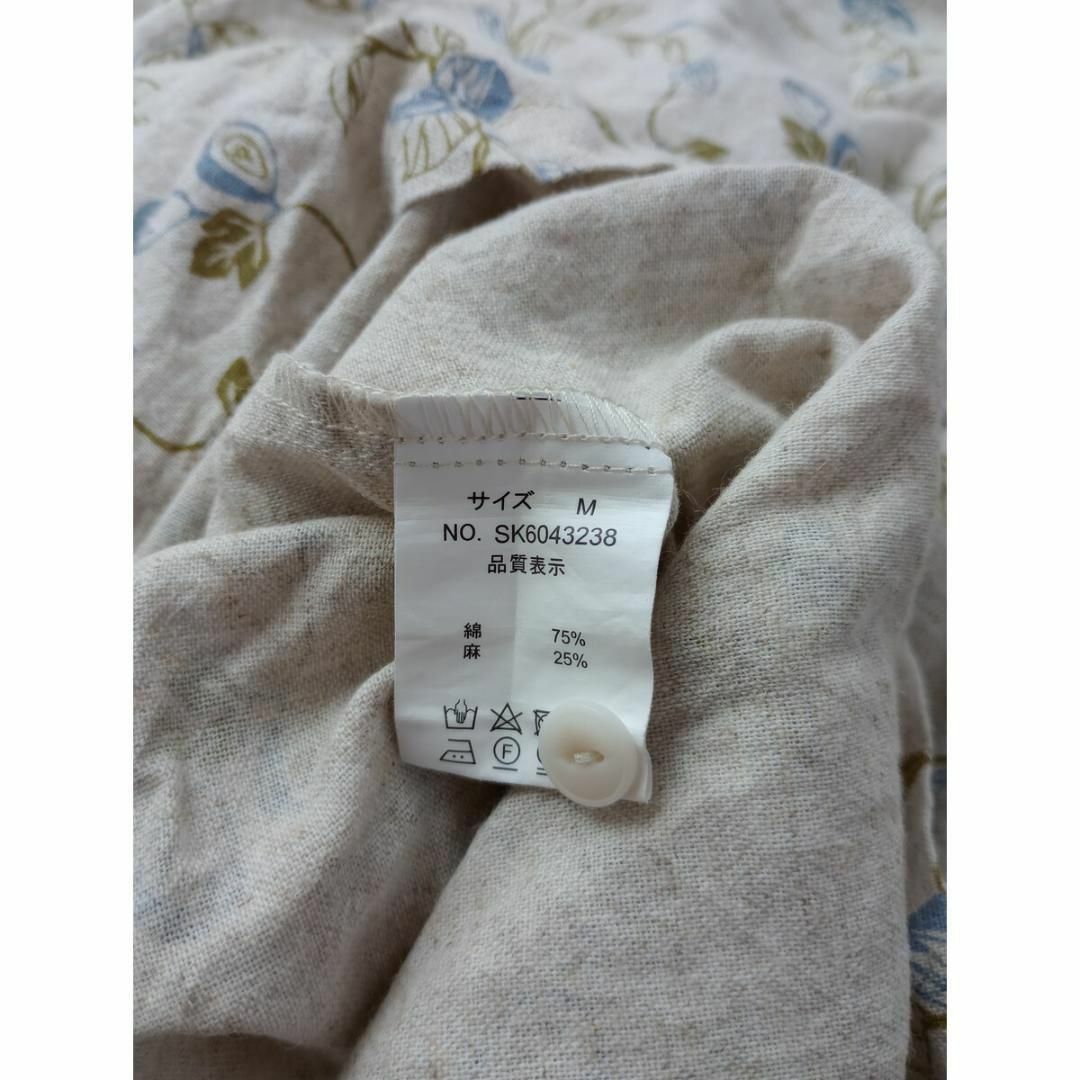 サイズ M
NO. SK6043238
品質表示
綿 75%
麻 25%
F